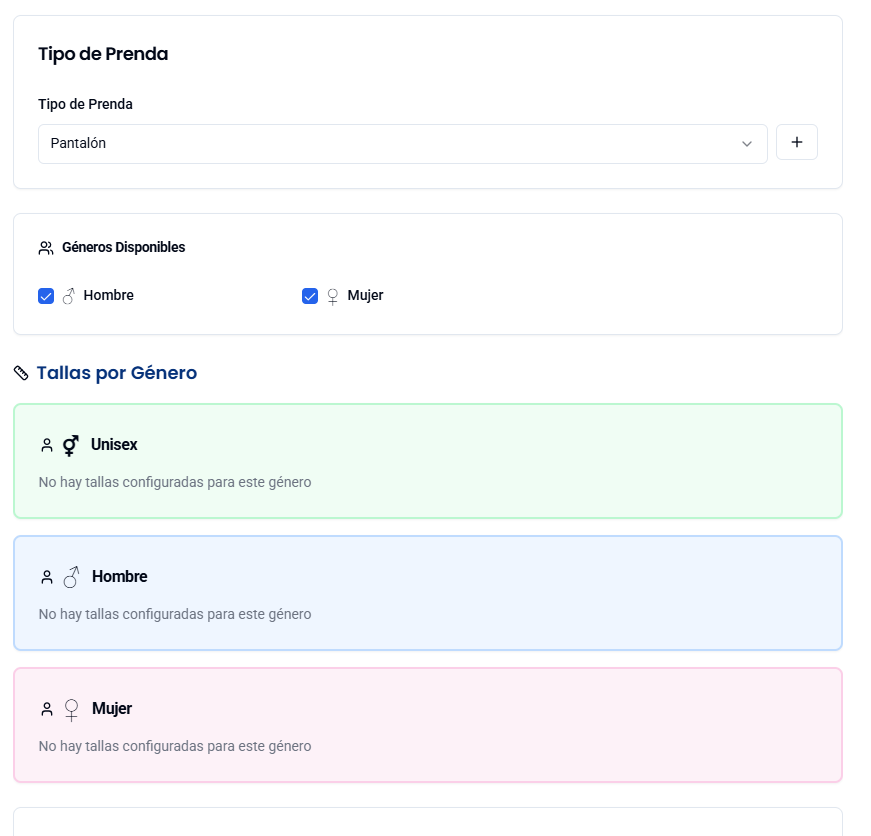 Tipo de Prenda
Tipo de Prenda
Pantalón
Géneros Disponibles
♂ Hombre
♀ Mujer
Tallas por Género
⚥ Unisex
No hay tallas configuradas para este género
♂ Hombre
No hay tallas configuradas para este género
♀ Mujer
No hay tallas configuradas para este género